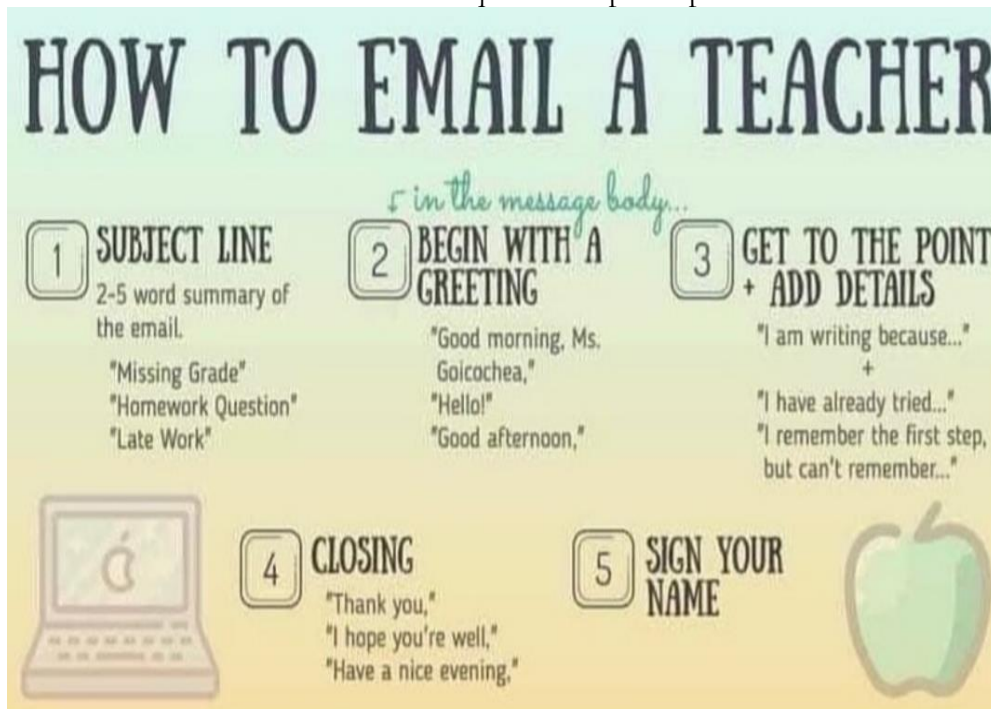 HOW TO EMAIL A TEACHER
in the message body...
1 SUBJECT LINE
2-5 word summary of
the email.
"Missing Grade"
"Homework Question"
"Late Work"
2 BEGIN WITH A
GREETING
"Good morning, Ms.
Goicochea,"
"Hello!"
"Good afternoon,"
3 GET TO THE POINT
+ ADD DETAILS
"I am writing because..."
+
"I have already tried..."
"I remember the first step,
but can't remember..."
4 CLOSING
"Thank you,"
"I hope you're well,"
"Have a nice evening,"
5 SIGN YOUR
NAME